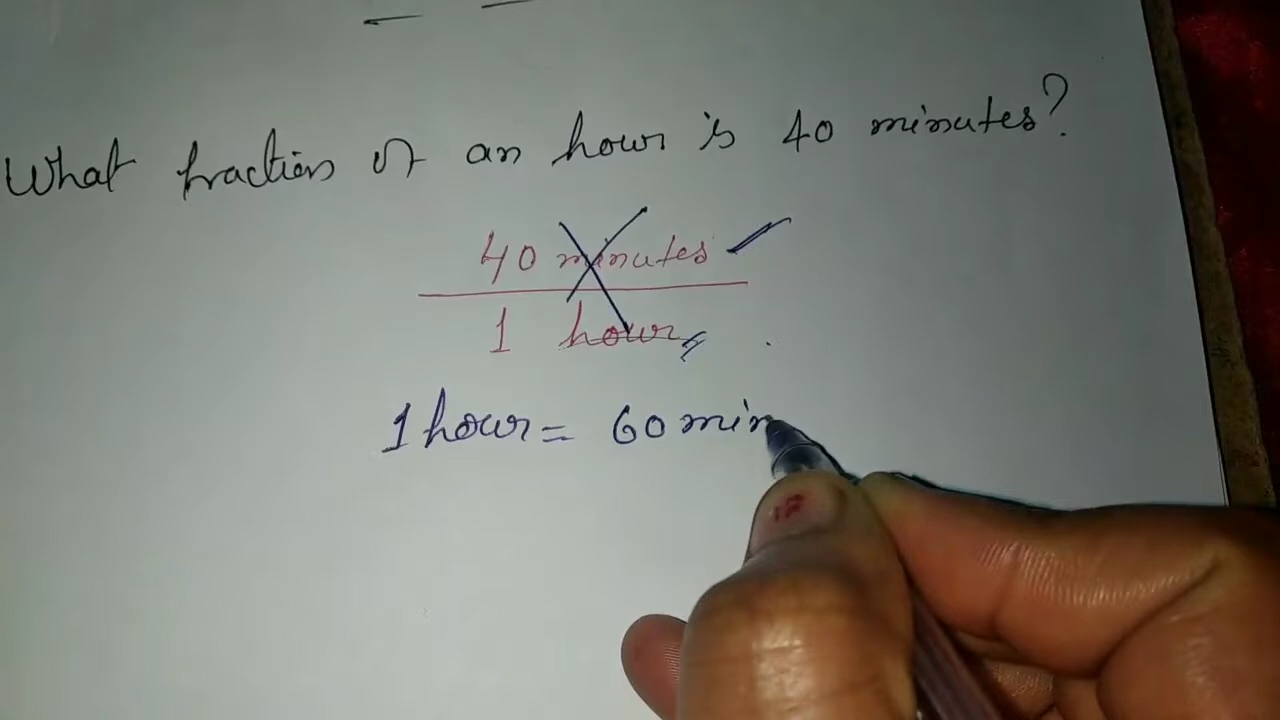 What fraction of an hour is 40 minutes?
40 minutes
1 hour
1 hour = 60 min